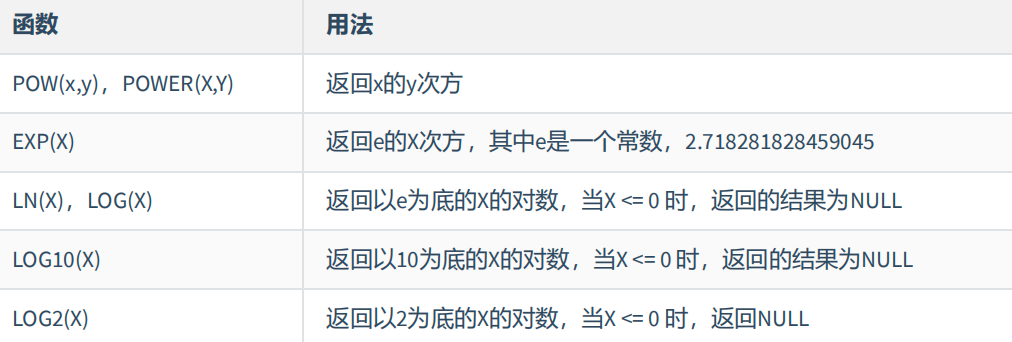 函数 用法
POW(x,y)，POWER(X,Y) 返回x的y次方
EXP(X) 返回e的X次方，其中e是一个常数，2.718281828459045
LN(X)，LOG(X) 返回以e为底的X的对数，当X <= 0 时，返回的结果为NULL
LOG10(X) 返回以10为底的X的对数，当X <= 0 时，返回的结果为NULL
LOG2(X) 返回以2为底的X的对数，当X <= 0 时，返回NULL